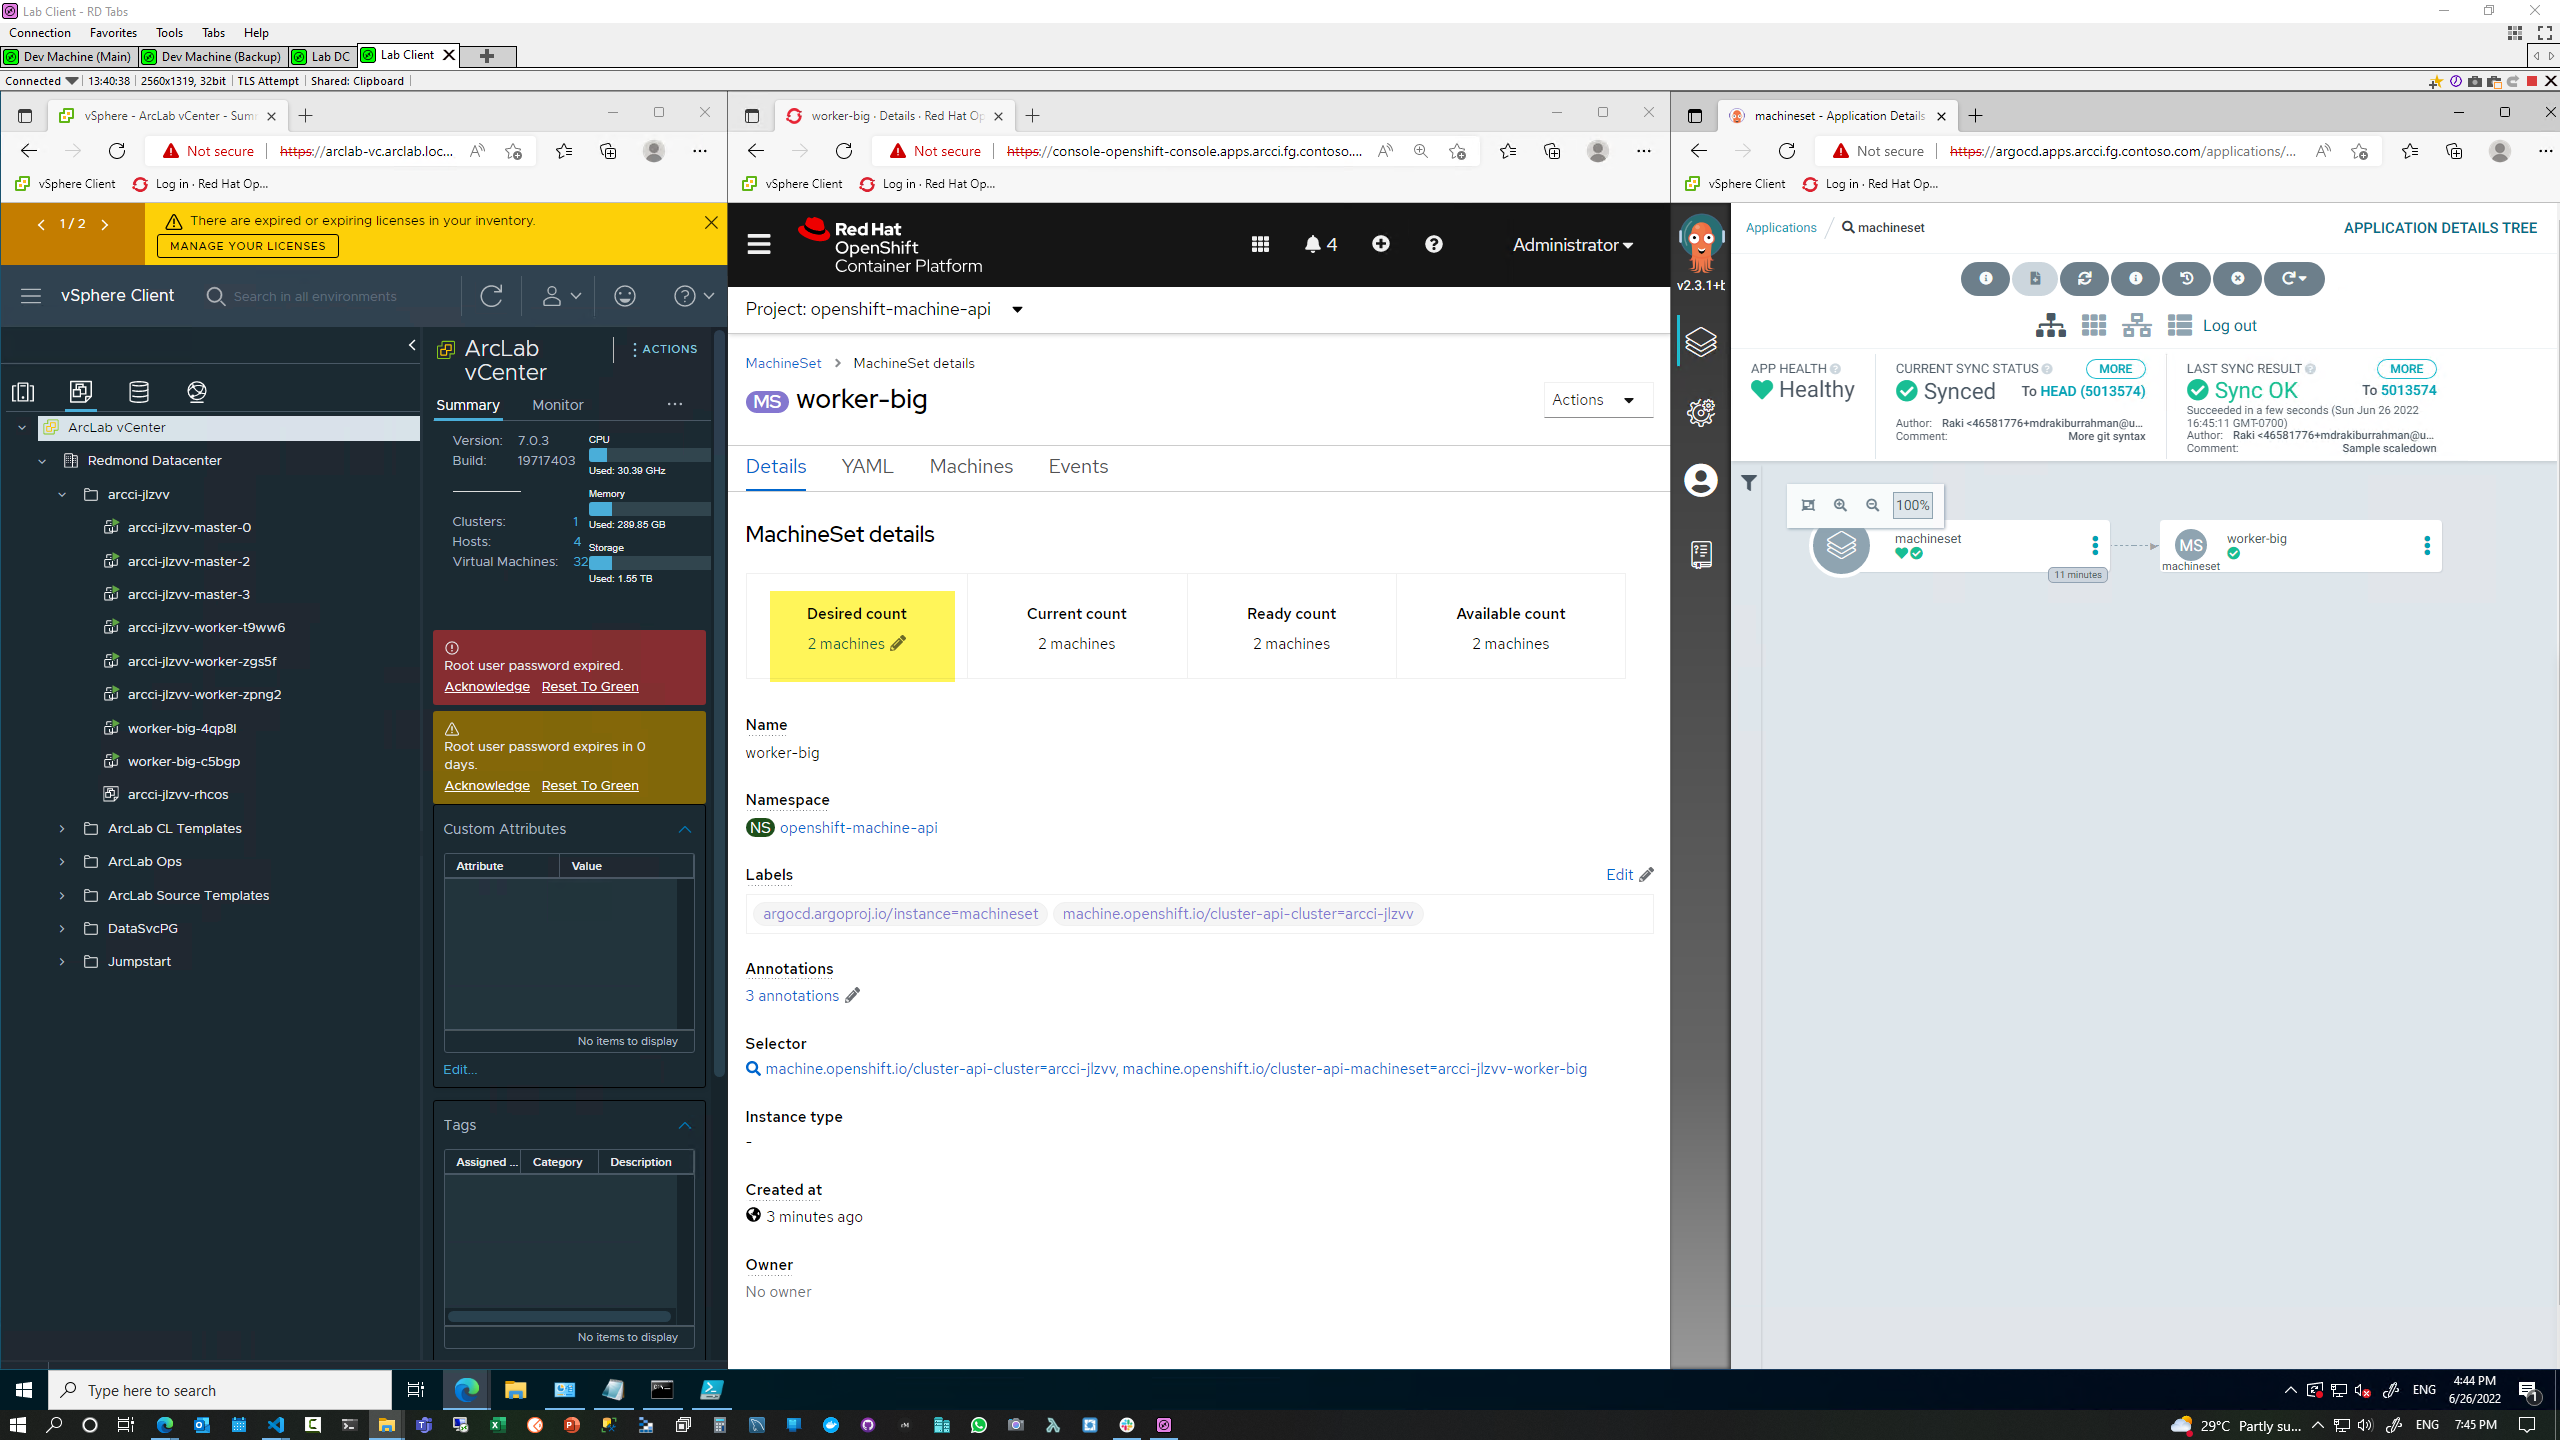 Lab Client - RD Tabs
Connection Favorites Tools Tabs Help
Dev Machine (Main) Dev Machine (Backup) Lab DC Lab Client
Connected 13:40:38 2560x1319, 32bit TLS Attempt Shared: Clipboard
vSphere - ArcLab vCenter - Sum
Not secure https://arclab-vc.arclab.loc...
vSphere Client Log in · Red Hat Op...
1 / 2
There are expired or expiring licenses in your inventory.
MANAGE YOUR LICENSES
vSphere Client Search in all environments
ArcLab vCenter
Redmond Datacenter
arcci-jlzvv
arcci-jlzvv-master-0
arcci-jlzvv-master-2
arcci-jlzvv-master-3
arcci-jlzvv-worker-t9ww6
arcci-jlzvv-worker-zgs5f
arcci-jlzvv-worker-zpng2
worker-big-4qp8l
worker-big-c5bgp
arcci-jlzvv-rhcos
ArcLab CL Templates
ArcLab Ops
ArcLab Source Templates
DataSvcPG
Jumpstart
ArcLab
vCenter
ACTIONS
Summary Monitor
Version: 7.0.3
Build: 19717403
Clusters: 1
Hosts: 4
Virtual Machines: 32
CPU
Used: 30.39 GHz
Memory
Used: 289.85 GB
Storage
Used: 1.55 TB
Root user password expired.
Acknowledge Reset To Green
Root user password expires in 0
days.
Acknowledge Reset To Green
Custom Attributes
Attribute Value
No items to display
Edit...
Tags
Assigned ... Category Description
No items to display
worker-big · Details · Red Hat Op
Not secure https://console-openshift-console.apps.arcci.fg.contoso....
vSphere Client Log in · Red Hat Op...
Red Hat
OpenShift
Container Platform
4
Administrator
Project: openshift-machine-api
MachineSet MachineSet details
MS worker-big
Actions
Details YAML Machines Events
MachineSet details
Desired count Current count Ready count Available count
2 machines 2 machines 2 machines 2 machines
Name
worker-big
Namespace
NS openshift-machine-api
Labels
Edit
argocd.argoproj.io/instance=machineset machine.openshift.io/cluster-api-cluster=arcci-jlzvv
Annotations
3 annotations
Selector
machine.openshift.io/cluster-api-cluster=arcci-jlzvv, machine.openshift.io/cluster-api-machineset=arcci-jlzvv-worker-big
Instance type
-
Created at
3 minutes ago
Owner
No owner
machineset - Application Details
Not secure https://argocd.apps.arcci.fg.contoso.com/applications/...
vSphere Client Log in · Red Hat Op...
v2.3.1+b
Applications / machineset
APPLICATION DETAILS TREE
Log out
APP HEALTH
Healthy
CURRENT SYNC STATUS MORE
Synced To HEAD (5013574)
Author: Raki <46581776+mdrakiburrahman@u...
Comment: More git syntax
LAST SYNC RESULT MORE
Sync OK To 5013574
Succeeded in a few seconds (Sun Jun 26 2022
16:45:11 GMT-0700)
Author: Raki <46581776+mdrakiburrahman@u...
Comment: Sample scaledown
100%
machineset
11 minutes
MS worker-big
machineset
Type here to search
ENG 4:44 PM
6/26/2022
1
29°C Partly su... ENG 7:45 PM